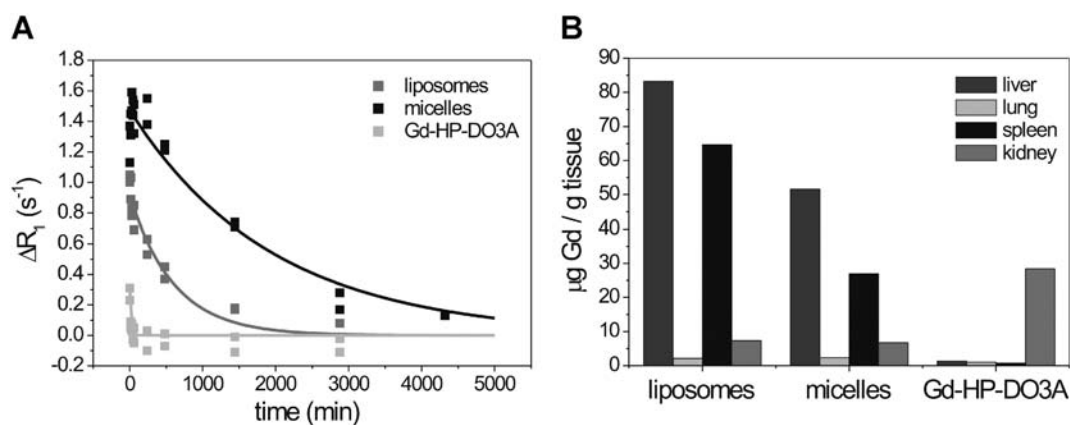 A
ΔR1 (s-1)
1.8
1.6
1.4
1.2
1.0
0.8
0.6
0.4
0.2
0.0
-0.2
liposomes
micelles
Gd-HP-DO3A
0 1000 2000 3000 4000 5000
time (min)
B
μg Gd / g tissue
90
80
70
60
50
40
30
20
10
0
liver
lung
spleen
kidney
liposomes micelles Gd-HP-DO3A